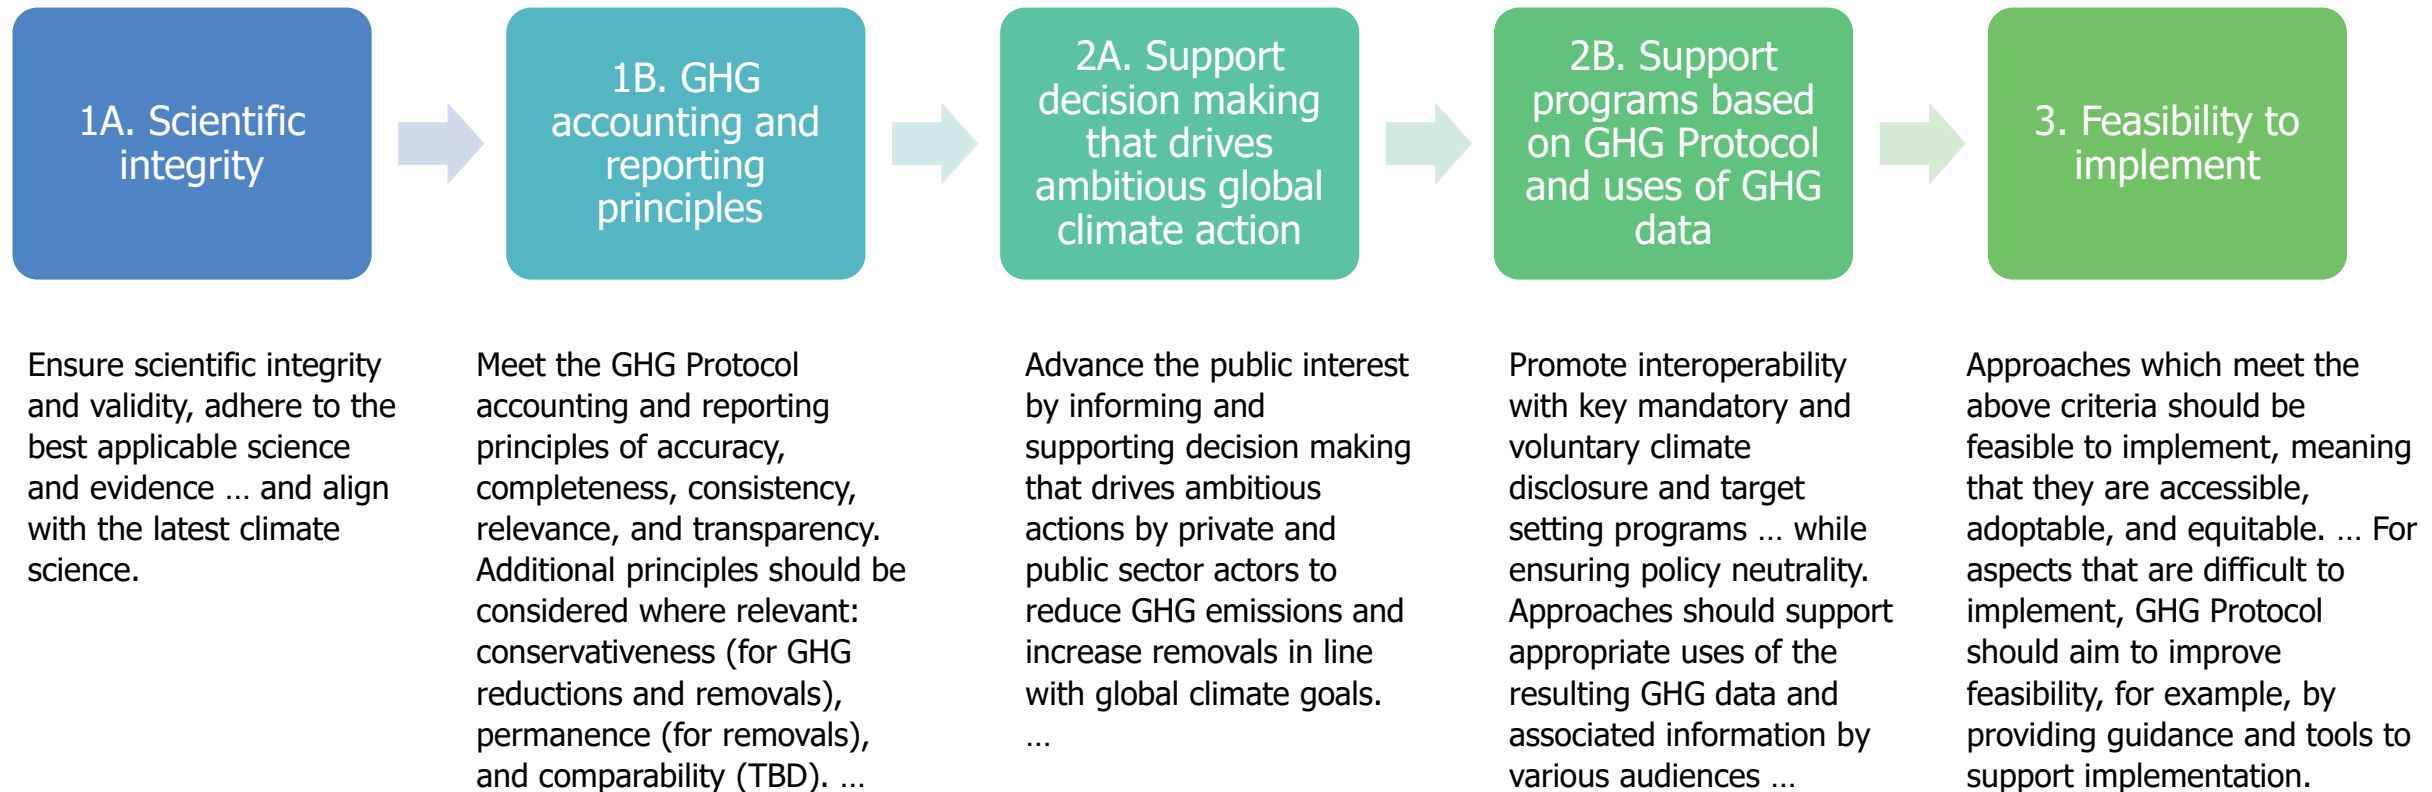 1A. Scientific
integrity
1B. GHG
accounting and
reporting
principles
2A. Support
decision making
that drives
ambitious global
climate action
2B. Support
programs based
on GHG Protocol
and uses of GHG
data
3. Feasibility to
implement
Ensure scientific integrity
and validity, adhere to the
best applicable science
and evidence … and align
with the latest climate
science.
Meet the GHG Protocol
accounting and reporting
principles of accuracy,
completeness, consistency,
relevance, and transparency.
Additional principles should be
considered where relevant:
conservativeness (for GHG
reductions and removals),
permanence (for removals),
and comparability (TBD). …
Advance the public interest
by informing and
supporting decision making
that drives ambitious
actions by private and
public sector actors to
reduce GHG emissions and
increase removals in line
with global climate goals.
…
Promote interoperability
with key mandatory and
voluntary climate
disclosure and target
setting programs … while
ensuring policy neutrality.
Approaches should support
appropriate uses of the
resulting GHG data and
associated information by
various audiences …
Approaches which meet the
above criteria should be
feasible to implement, meaning
that they are accessible,
adoptable, and equitable. … For
aspects that are difficult to
implement, GHG Protocol
should aim to improve
feasibility, for example, by
providing guidance and tools to
support implementation.